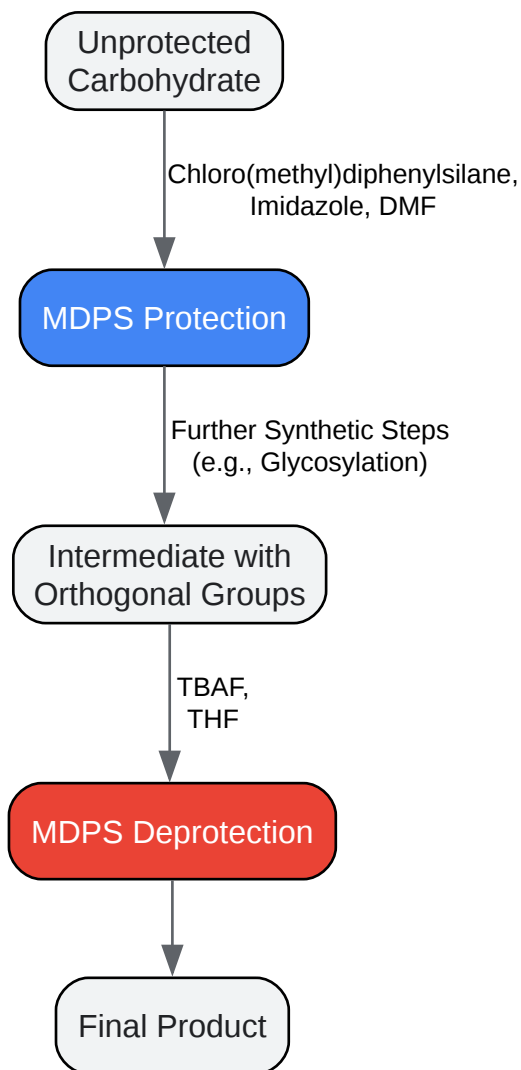 Unprotected
Carbohydrate
Chloro(methyl)diphenylsilane,
Imidazole, DMF
MDPS Protection
Further Synthetic Steps
(e.g., Glycosylation)
Intermediate with
Orthogonal Groups
TBAF,
THF
MDPS Deprotection
Final Product